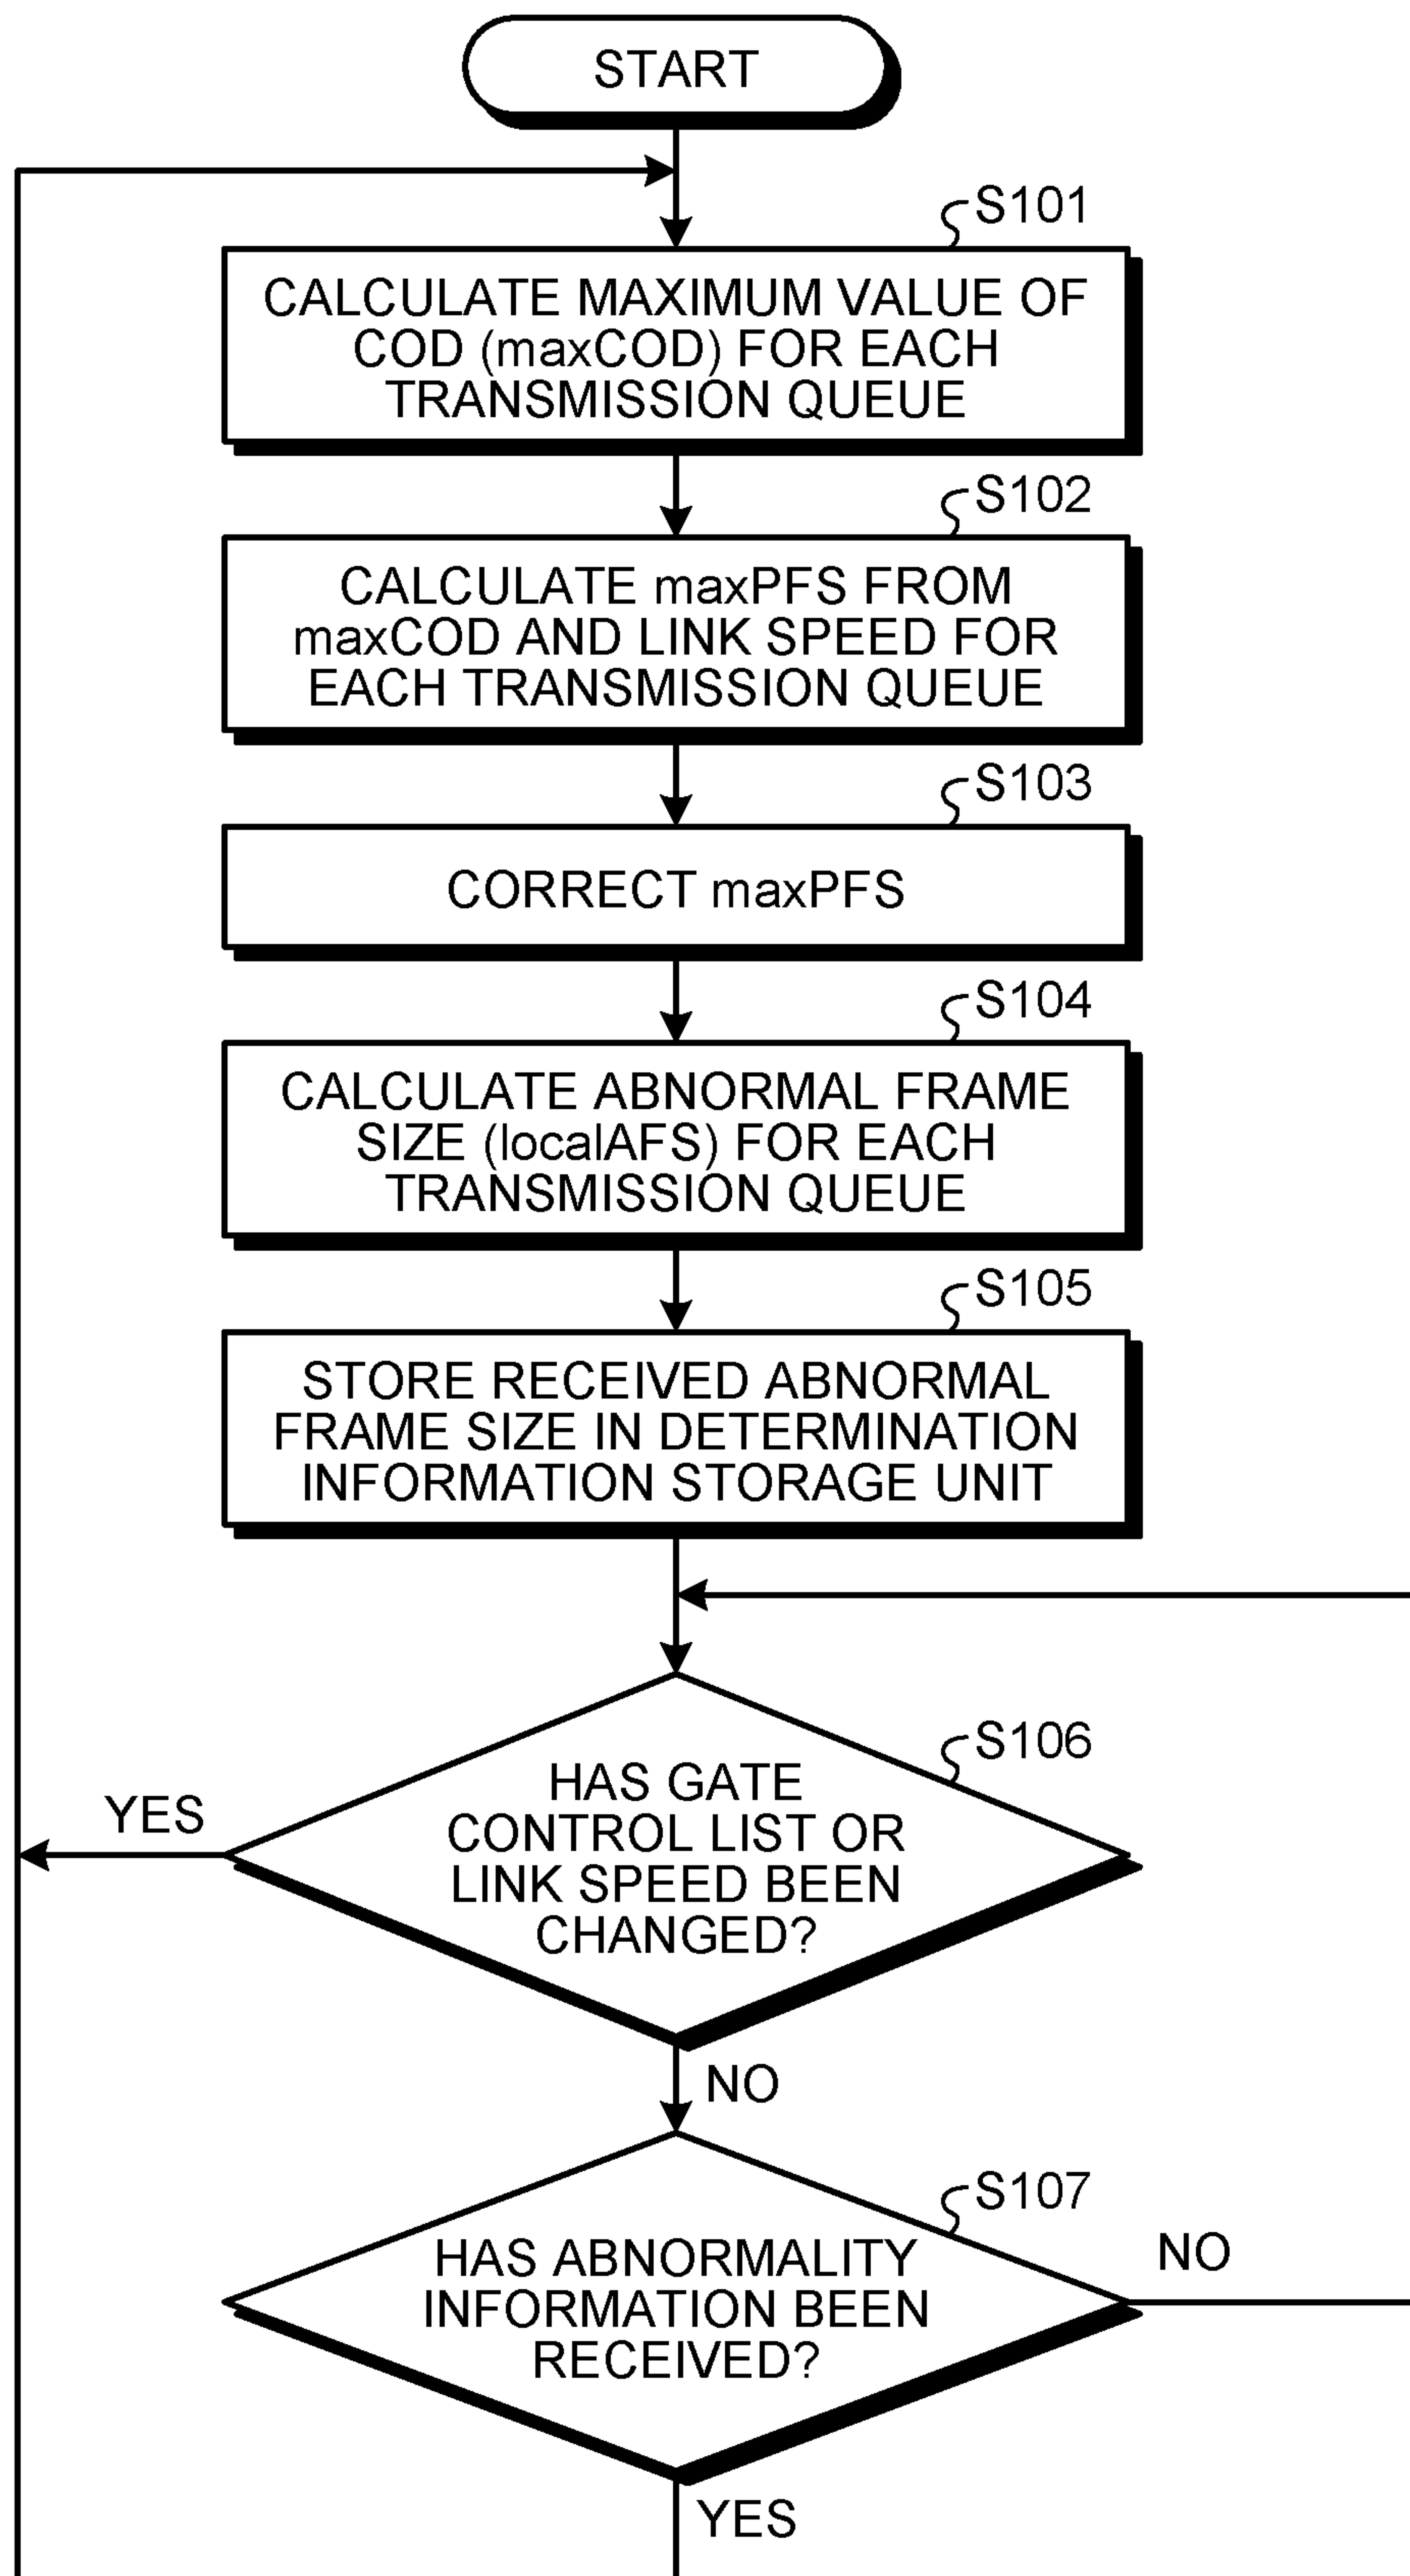 START
S101
CALCULATE MAXIMUM VALUE OF
COD (maxCOD) FOR EACH
TRANSMISSION QUEUE
S102
CALCULATE maxPFS FROM
maxCOD AND LINK SPEED FOR
EACH TRANSMISSION QUEUE
S103
CORRECT maxPFS
S104
CALCULATE ABNORMAL FRAME
SIZE (localAFS) FOR EACH
TRANSMISSION QUEUE
S105
STORE RECEIVED ABNORMAL
FRAME SIZE IN DETERMINATION
INFORMATION STORAGE UNIT
S106
HAS GATE
CONTROL LIST OR
LINK SPEED BEEN
CHANGED?
YES
NO
S107
HAS ABNORMALITY
INFORMATION BEEN
RECEIVED?
NO
YES